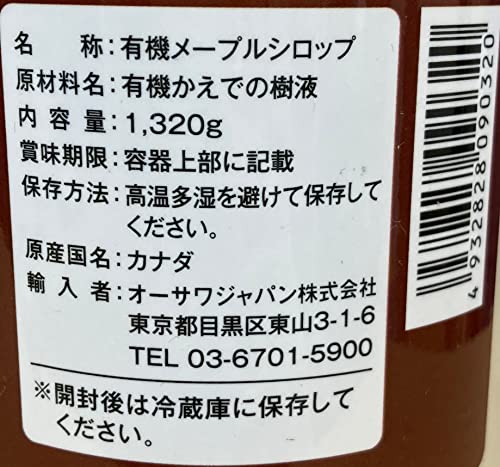 名　　称：有機メープルシロップ
原材料名：有機かえでの樹液
内 容 量：1,320g
賞味期限：容器上部に記載
保存方法：高温多湿を避けて保存して
ください。
原産国名：カナダ
輸 入 者：オーサワジャパン株式会社
東京都目黒区東山3-1-6
TEL 03-6701-5900
※開封後は冷蔵庫に保存して
ください。
4 932828 090320